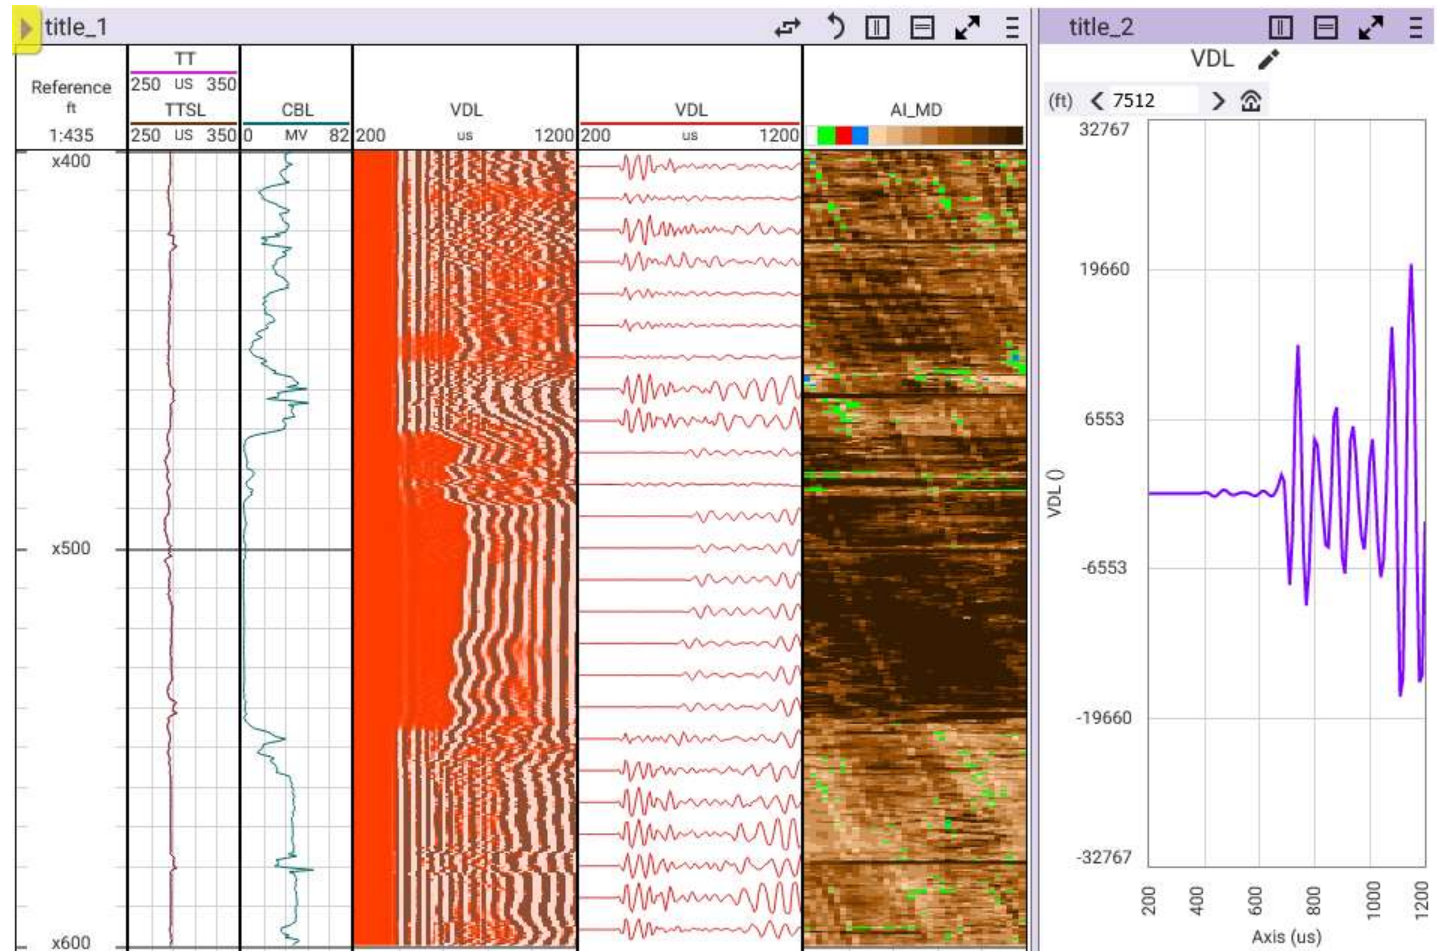 title_1
title_2
TT
250 US 350
TTSL
250 US 350
Reference
ft
1:435
CBL
0 MV 82
VDL
200 us 1200
VDL
200 us 1200
AI_MD
x400
x500
x600
VDL
(ft) < 7512 >
32767
19660
6553
-6553
-19660
-32767
VDL ()
200 400 600 800 1000 1200
Axis (us)